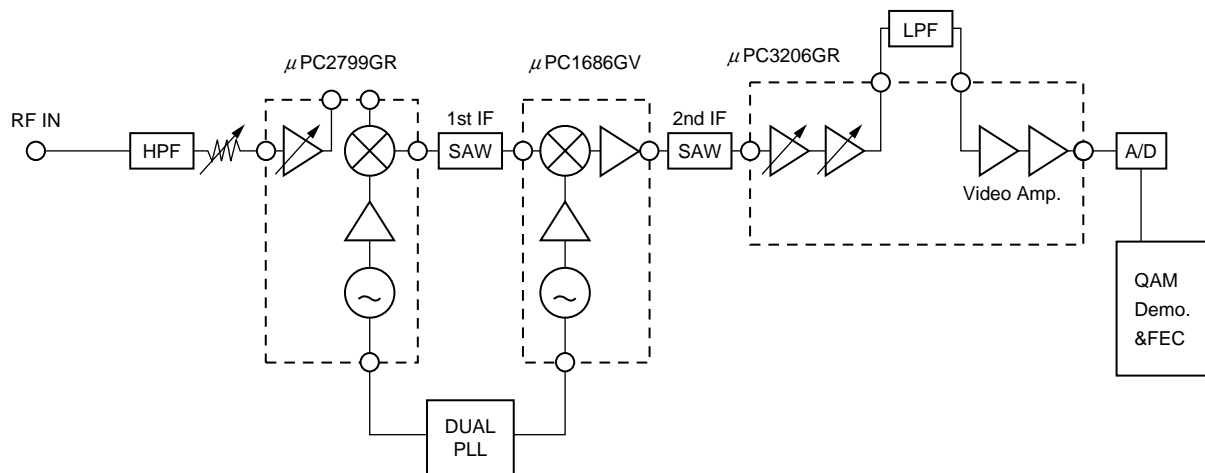 LPF
μPC2799GR
μPC1686GV
μPC3206GR
RF IN
HPF
1st IF
SAW
2nd IF
SAW
A/D
Video Amp.
QAM
Demo.
&FEC
DUAL
PLL